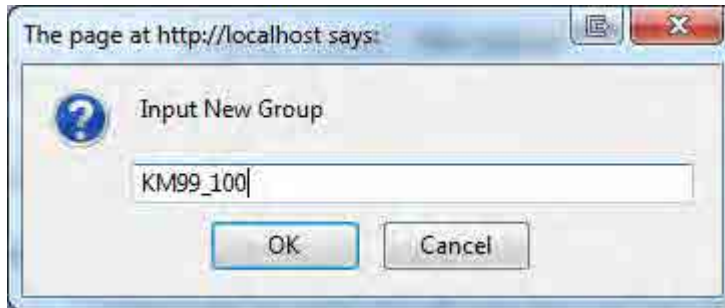 The page at http://localhost says:
Input New Group
KM99_100
OK
Cancel